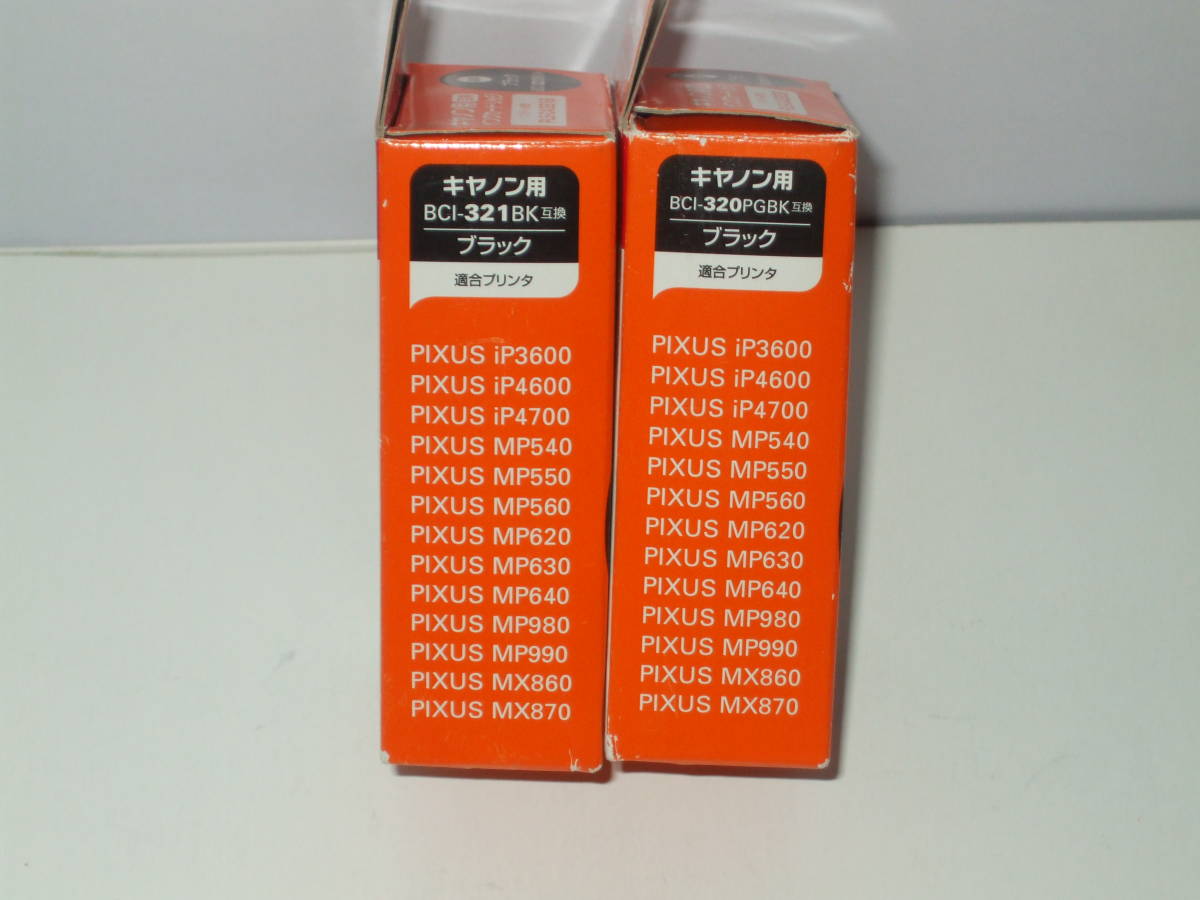 ブラック
キヤノン用
BCI-321BK互換
ブラック
適合プリンタ
PIXUS iP3600
PIXUS iP4600
PIXUS iP4700
PIXUS MP540
PIXUS MP550
PIXUS MP560
PIXUS MP620
PIXUS MP630
PIXUS MP640
PIXUS MP980
PIXUS MP990
PIXUS MX860
PIXUS MX870
キヤノン用
BCI-320PGBK互換
ブラック
適合プリンタ
PIXUS iP3600
PIXUS iP4600
PIXUS iP4700
PIXUS MP540
PIXUS MP550
PIXUS MP560
PIXUS MP620
PIXUS MP630
PIXUS MP640
PIXUS MP980
PIXUS MP990
PIXUS MX860
PIXUS MX870